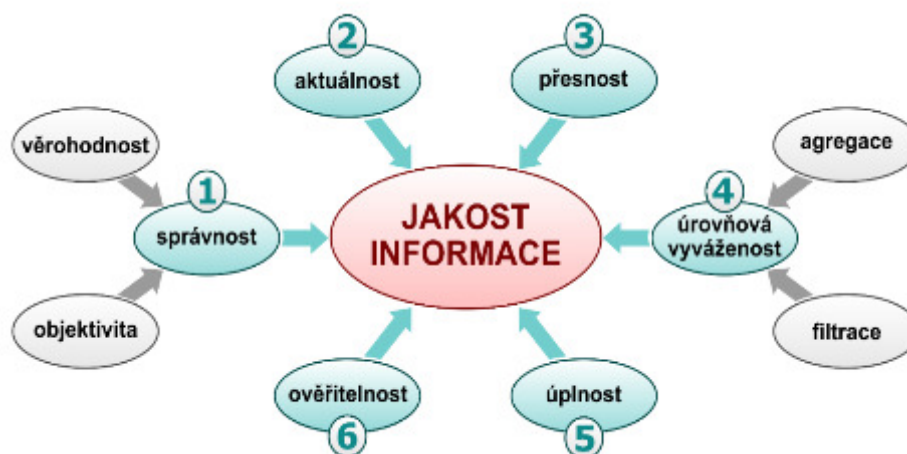 2
aktuálnost
3
přesnost
věrohodnost
agregace
1
správnost
JAKOST
INFORMACE
4
úrovňová
vyváženost
objektivita
filtrace
ověřitelnost
6
úplnost
5